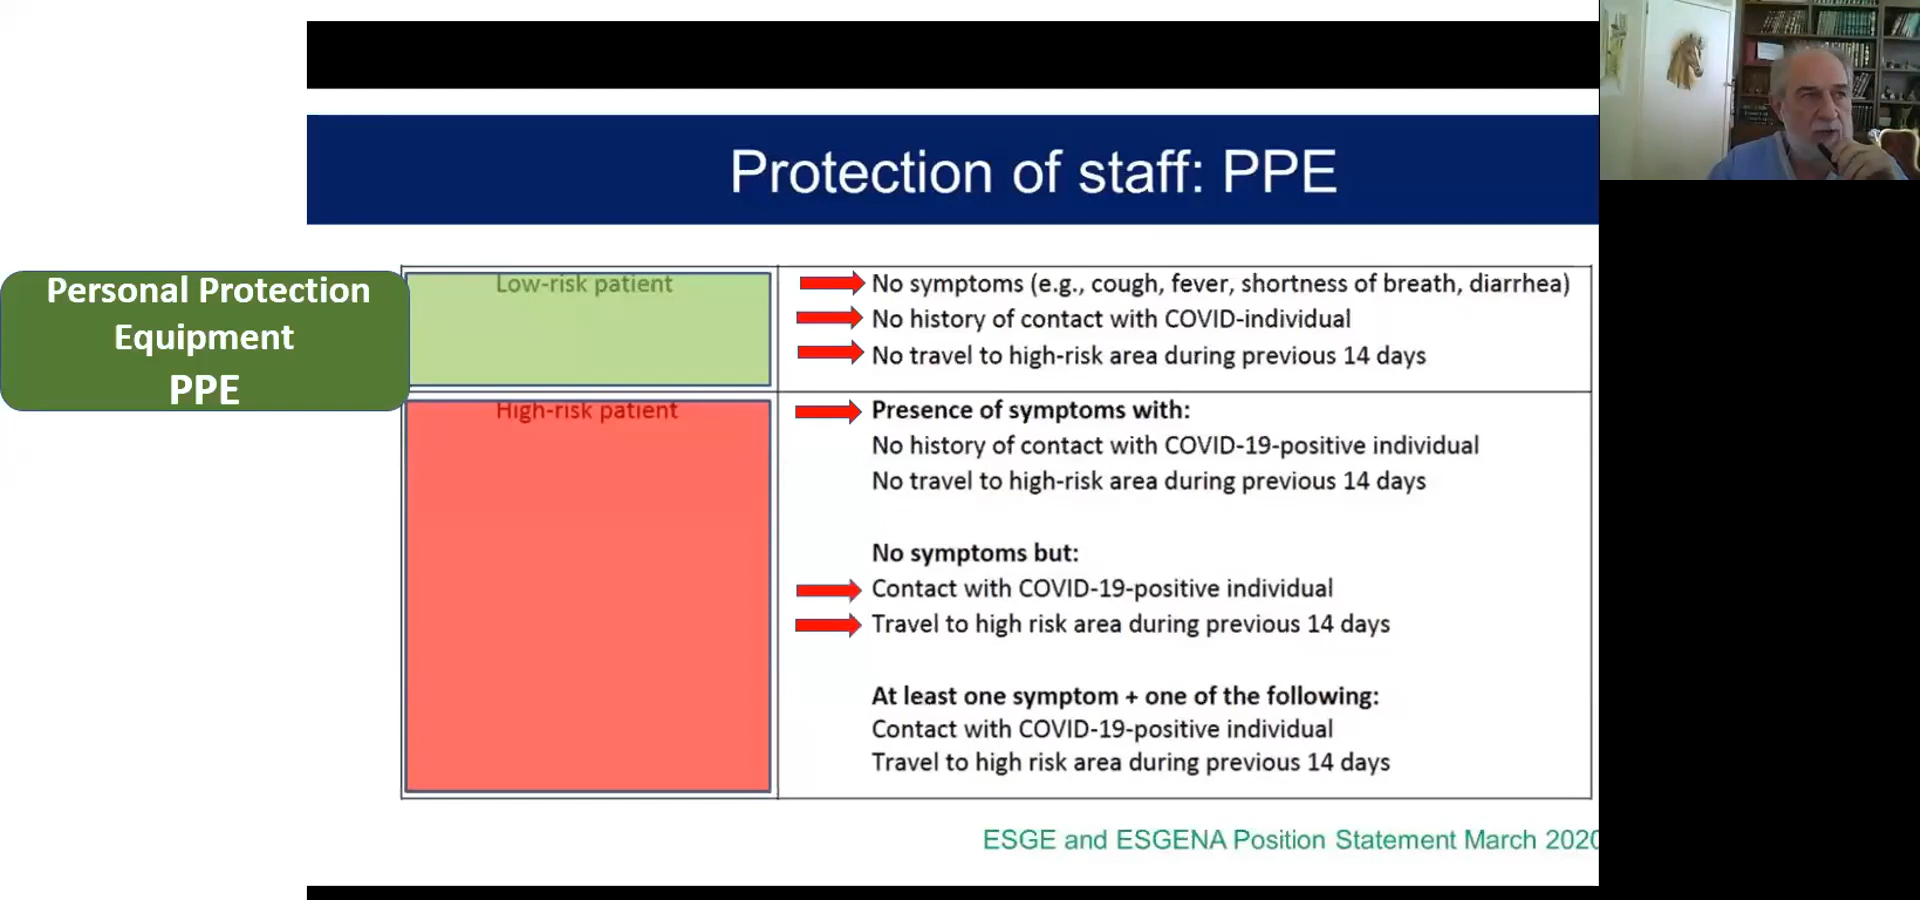 Protection of staff: PPE
Personal Protection
Equipment
PPE
Low-risk patient
No symptoms (e.g., cough, fever, shortness of breath, diarrhea)
No history of contact with COVID-individual
No travel to high-risk area during previous 14 days
High-risk patient
Presence of symptoms with:
No history of contact with COVID-19-positive individual
No travel to high-risk area during previous 14 days
No symptoms but:
Contact with COVID-19-positive individual
Travel to high risk area during previous 14 days
At least one symptom + one of the following:
Contact with COVID-19-positive individual
Travel to high risk area during previous 14 days
ESGE and ESGENA Position Statement March 2020